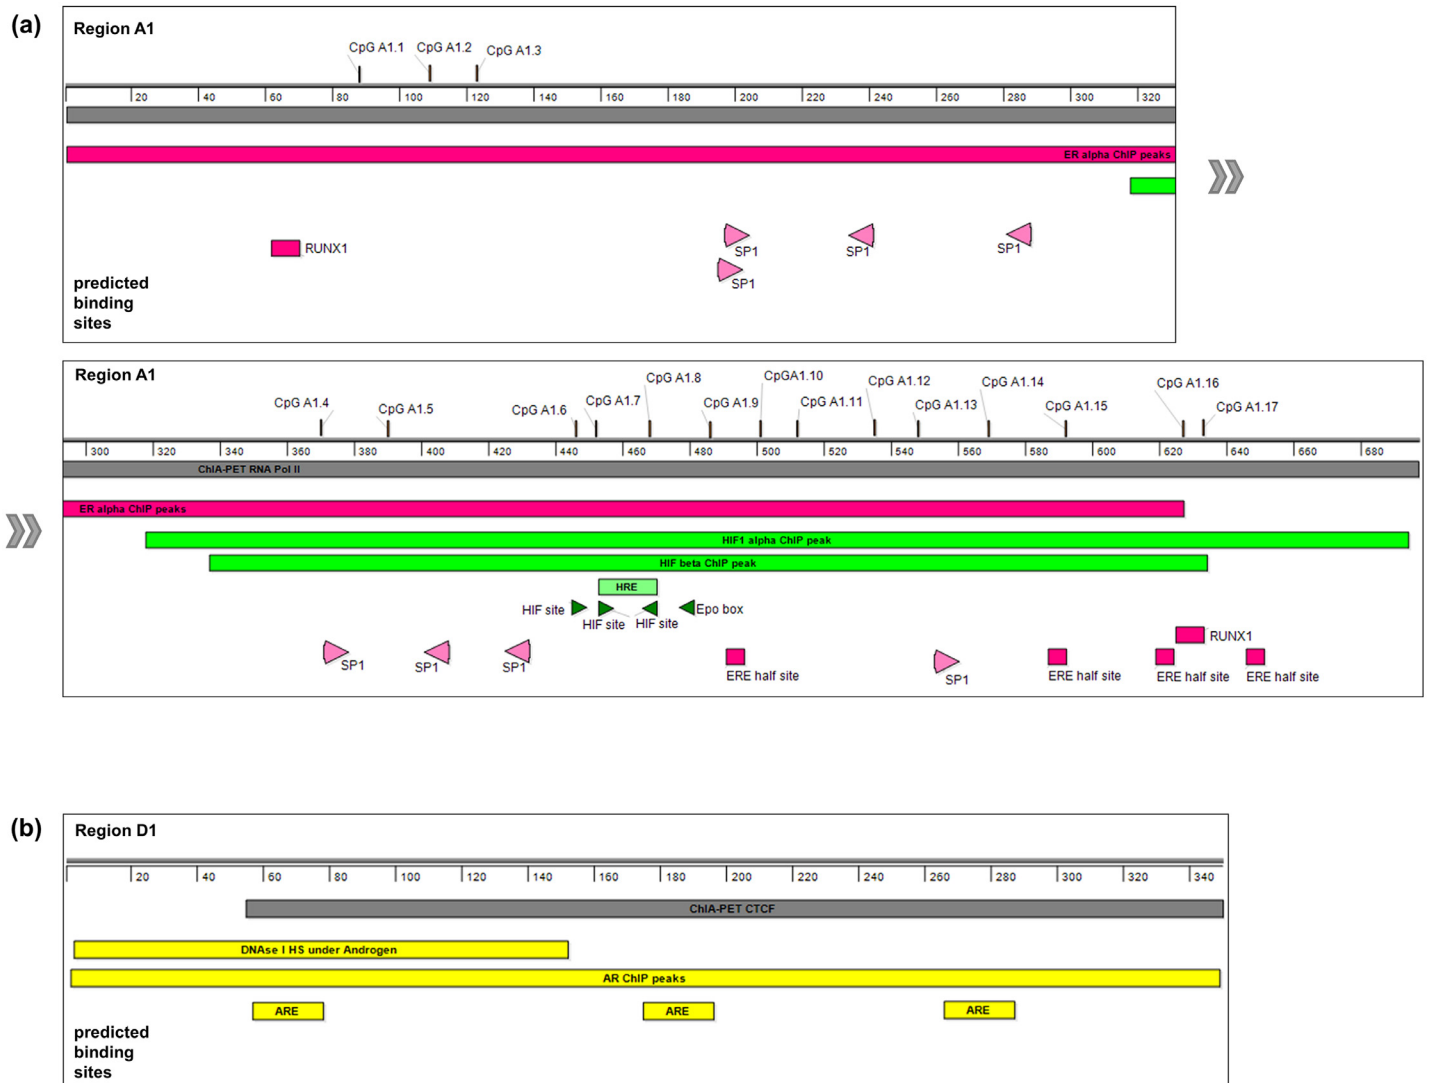 (a)
Region A1
CpG A1.1 CpG A1.2 CpG A1.3
20 40 60 80 100 120 140 160 180 200 220 240 260 280 300 320
ER alpha ChIP peaks
RUNX1
SP1 SP1 SP1
SP1
predicted
binding
sites
Region A1
CpG A1.4 CpG A1.5 CpG A1.6 CpG A1.7 CpG A1.8 CpG A1.9 CpGA1.10 CpG A1.11 CpG A1.12 CpG A1.13 CpG A1.14 CpG A1.15 CpG A1.16 CpG A1.17
300 320 340 360 380 400 420 440 460 480 500 520 540 560 580 600 620 640 660 680
ChIA-PET RNA Pol II
ER alpha ChIP peaks
HIF1 alpha ChIP peak
HIF beta ChIP peak
HRE
HIF site HIF site HIF site Epo box
RUNX1
SP1 SP1 SP1 ERE half site SP1 ERE half site ERE half site ERE half site
(b)
Region D1
20 40 60 80 100 120 140 160 180 200 220 240 260 280 300 320 340
ChIA-PET CTCF
DNAse I HS under Androgen
AR ChIP peaks
ARE ARE ARE
predicted
binding
sites